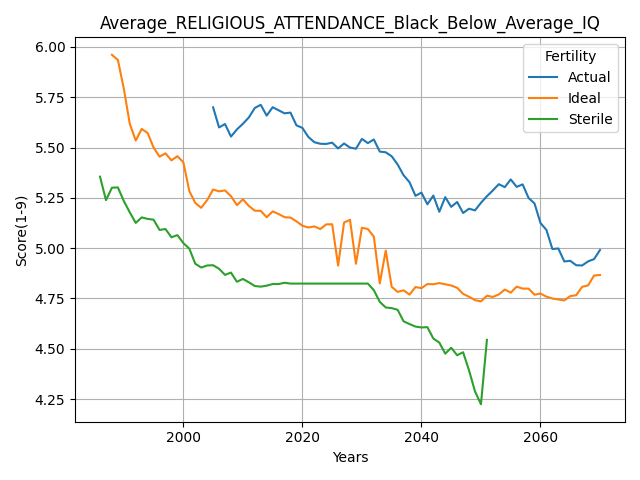 Average_RELIGIOUS_ATTENDANCE_Black_Below_Average_IQ
Fertility
Actual
Ideal
Sterile
Score(1-9)
6.00
5.75
5.50
5.25
5.00
4.75
4.50
4.25
2000
2020
2040
2060
Years